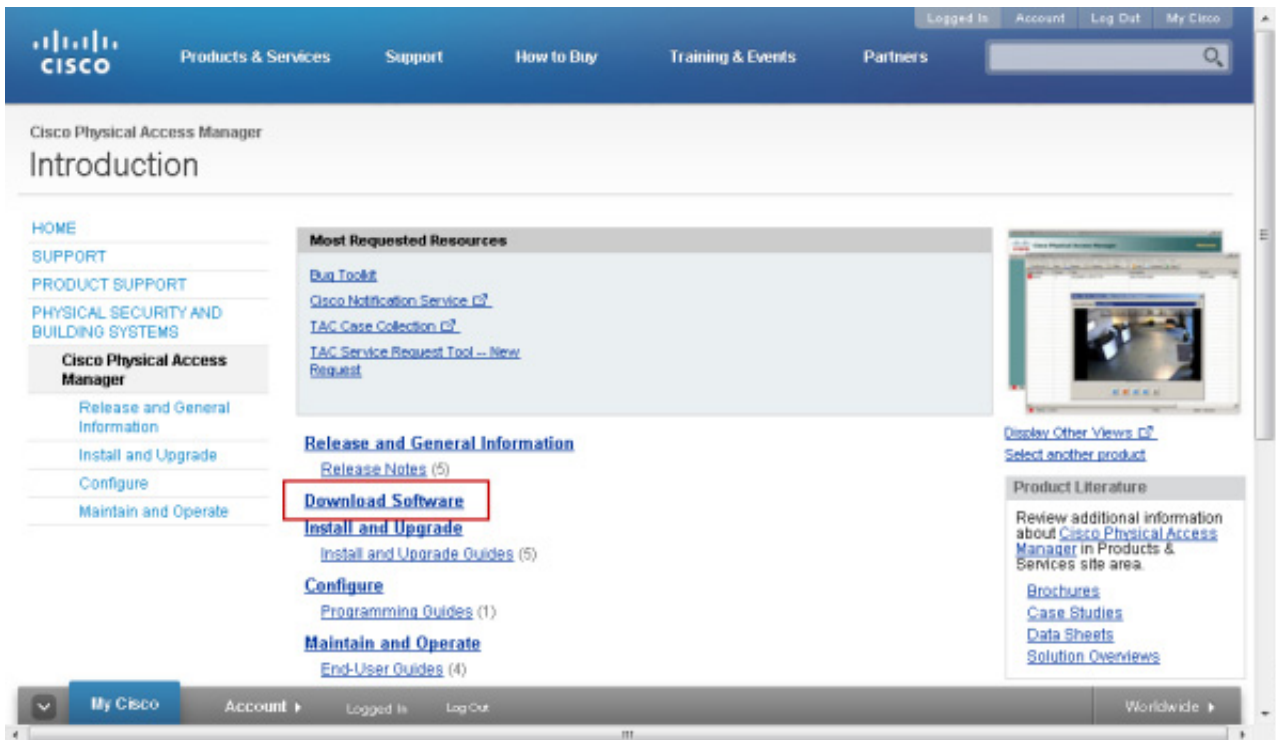 Logged In Account Log Out My Cisco
CISCO
Products & Services Support How to Buy Training & Events Partners
Cisco Physical Access Manager
Introduction
HOME
SUPPORT
PRODUCT SUPPORT
PHYSICAL SECURITY AND
BUILDING SYSTEMS
Cisco Physical Access
Manager
Release and General
Information
Install and Upgrade
Configure
Maintain and Operate
Most Requested Resources
Bug Toolkit
Cisco Notification Service
TAC Case Collection
TAC Service Request Tool -- New
Request
Release and General Information
Release Notes (5)
Download Software
Install and Upgrade
Install and Upgrade Guides (5)
Configure
Programming Guides (1)
Maintain and Operate
End-User Guides (4)
Display Other Views
Select another product
Product Literature
Review additional information
about Cisco Physical Access
Manager in Products &
Services site area.
Brochures
Case Studies
Data Sheets
Solution Overviews
My Cisco Account Logged In Log Out Worldwide